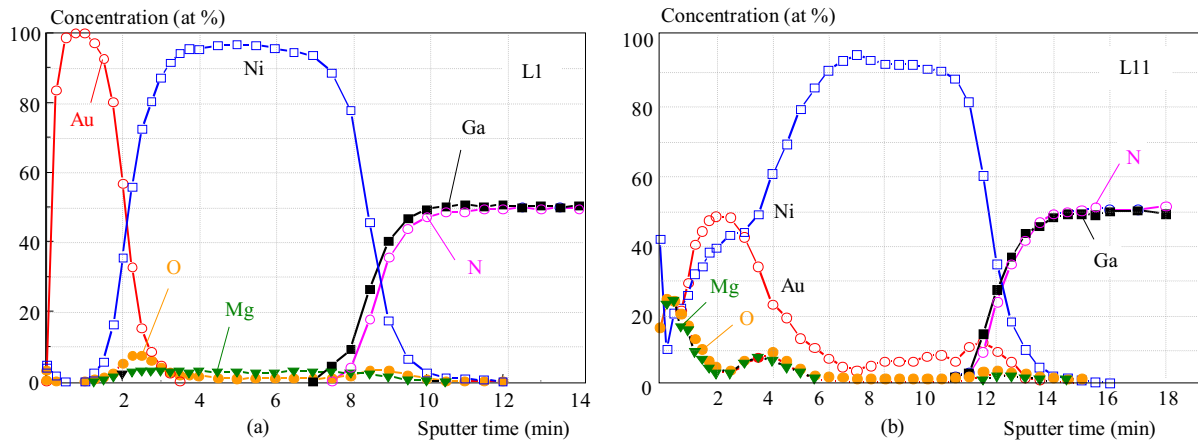 Concentration (at %)
100
80
60
40
20
0
Au
Ni
L1
Ga
N
O
Mg
2
4
6
8
10
12
14
(a)
Sputter time (min)
Concentration (at %)
100
80
60
40
20
0
L11
N
Ni
Au
Ga
Mg
O
2
4
6
8
10
12
14
16
18
(b)
Sputter time (min)